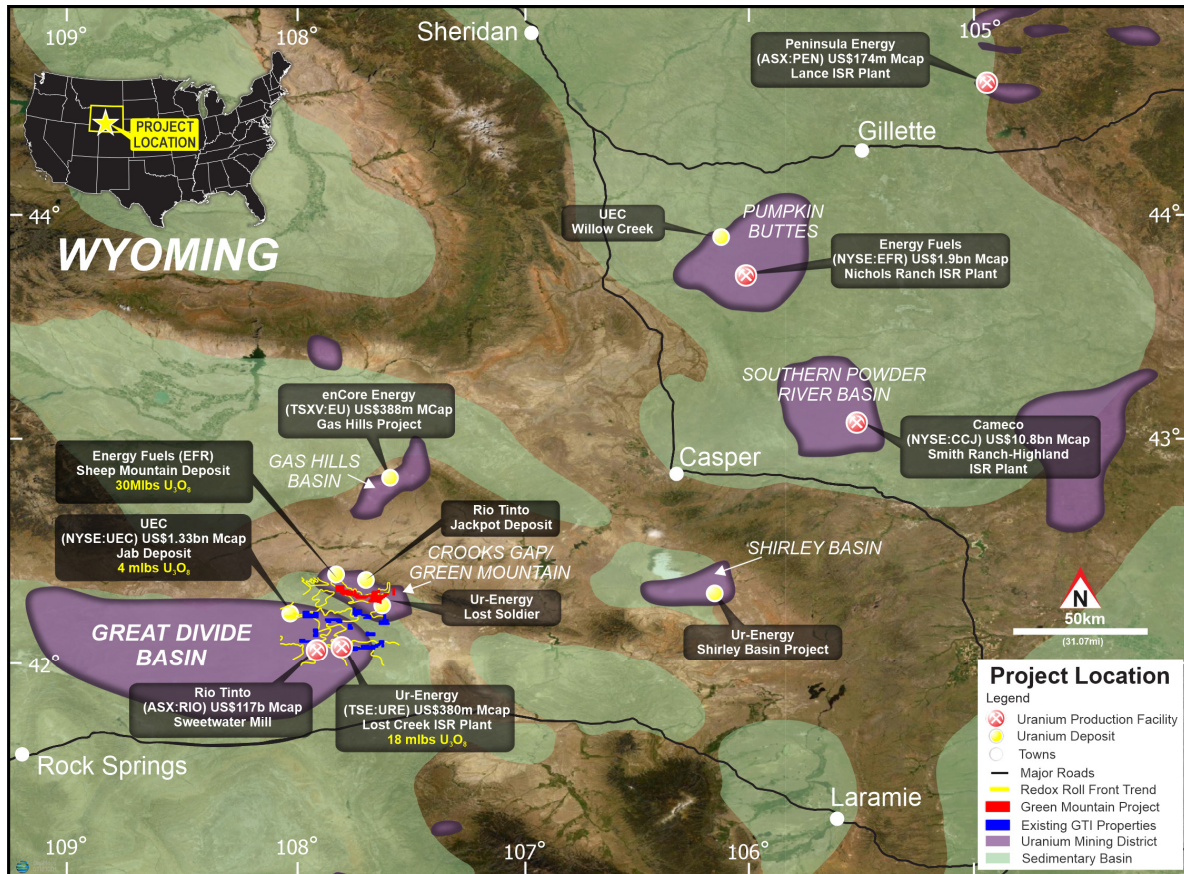 109°
108°
Sheridan
105°
Peninsula Energy
(ASX:PEN) US$174m Mcap
Lance ISR Plant
PROJECT
LOCATION
Gillette
44°
44°
WYOMING
UEC
Willow Creek
PUMPKIN
BUTTES
Energy Fuels
(NYSE:EFR) US$1.9bn Mcap
Nichols Ranch ISR Plant
enCore Energy
(TSXV:EU) US$388m MCap
Gas Hills Project
SOUTHERN POWDER
RIVER BASIN
Cameco
(NYSE:CCJ) US$10.8bn Mcap
Smith Ranch-Highland
ISR Plant
43°
Energy Fuels (EFR)
Sheep Mountain Deposit
30Mlbs U₃O₈
GAS HILLS
BASIN
Casper
UEC
(NYSE:UEC) US$1.33bn Mcap
Jab Deposit
4 mlbs U₃O₈
Rio Tinto
Jackpot Deposit
CROOKS GAP/
GREEN MOUNTAIN
SHIRLEY BASIN
Ur-Energy
Lost Soldier
N
50km
(31.07mi)
GREAT DIVIDE
BASIN
Ur-Energy
Shirley Basin Project
42°
Rio Tinto
(ASX:RIO) US$117b Mcap
Sweetwater Mill
Ur-Energy
(TSE:URE) US$380m Mcap
Lost Creek ISR Plant
18 mlbs U₃O₈
Rock Springs
Laramie
Project Location
Legend
Uranium Production Facility
Uranium Deposit
Towns
Major Roads
Redox Roll Front Trend
Green Mountain Project
Existing GTI Properties
Uranium Mining District
Sedimentary Basin
109°
108°
107°
106°